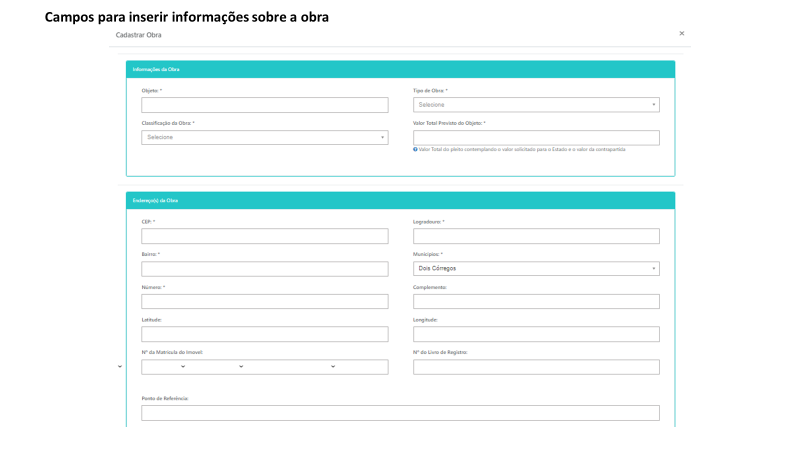 Campos para inserir informações sobre a obra
Cadastrar Obra
×
Informações da Obra
Objeto: *
Tipo de Obra: *
Selecione
Classificação da Obra: *
Valor Total Previsto do Objeto: *
Selecione
Valor Total do pleito contemplando o valor solicitado para o Estado e o valor da contrapartida
Endereço(s) da Obra
CEP: *
Logradouro: *
Bairro: *
Municípios: *
Dois Córregos
Número: *
Complemento:
Latitude:
Longitude:
Nº da Matrícula do Imovel:
Nº do Livro de Registro:
Ponto de Referência: